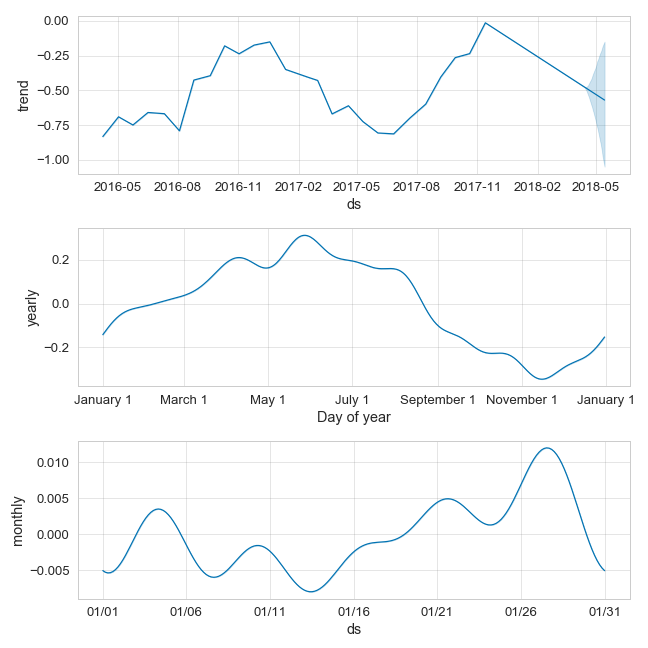 0.00
−0.25
−0.50
−0.75
−1.00
trend
2016-05 2016-08 2016-11 2017-02 2017-05 2017-08 2017-11 2018-02 2018-05
ds
0.2
0.0
−0.2
yearly
January 1 March 1 May 1 July 1 September 1 November 1 January 1
Day of year
0.010
0.005
0.000
−0.005
monthly
01/01 01/06 01/11 01/16 01/21 01/26 01/31
ds